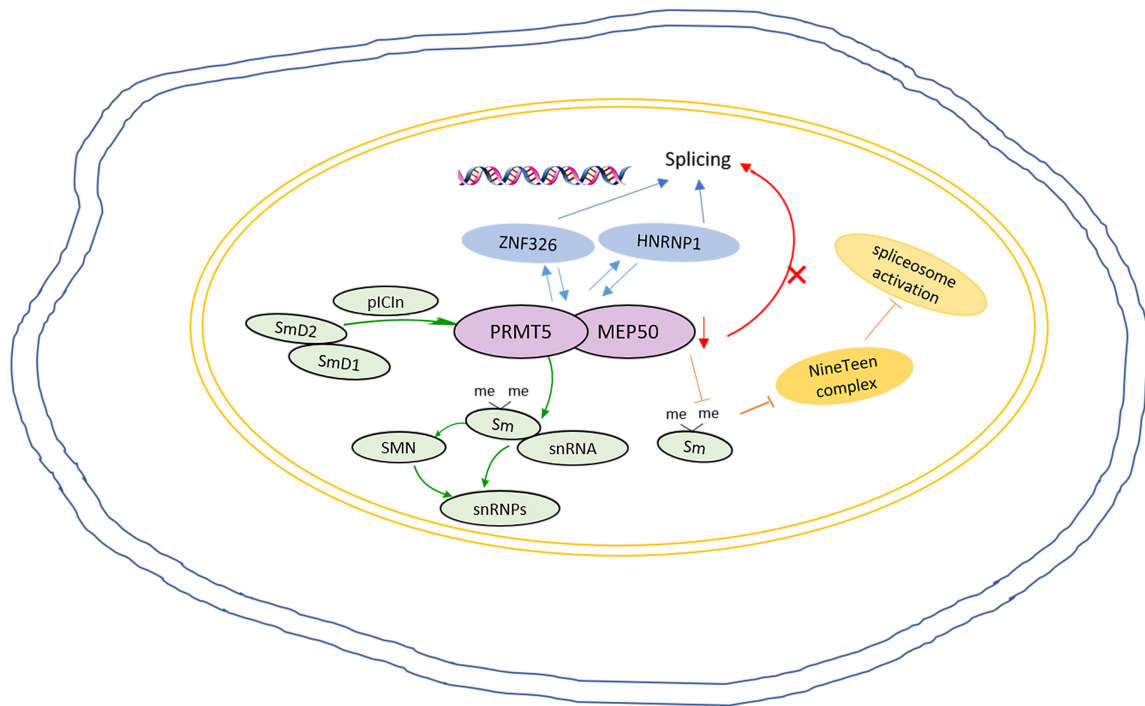 Splicing
ZNF326
HNRNP1
spliceosome
activation
pICln
SmD2
SmD1
PRMT5
MEP50
NineTeen
complex
me me
Sm
SMN
snRNA
snRNPs
me me
Sm